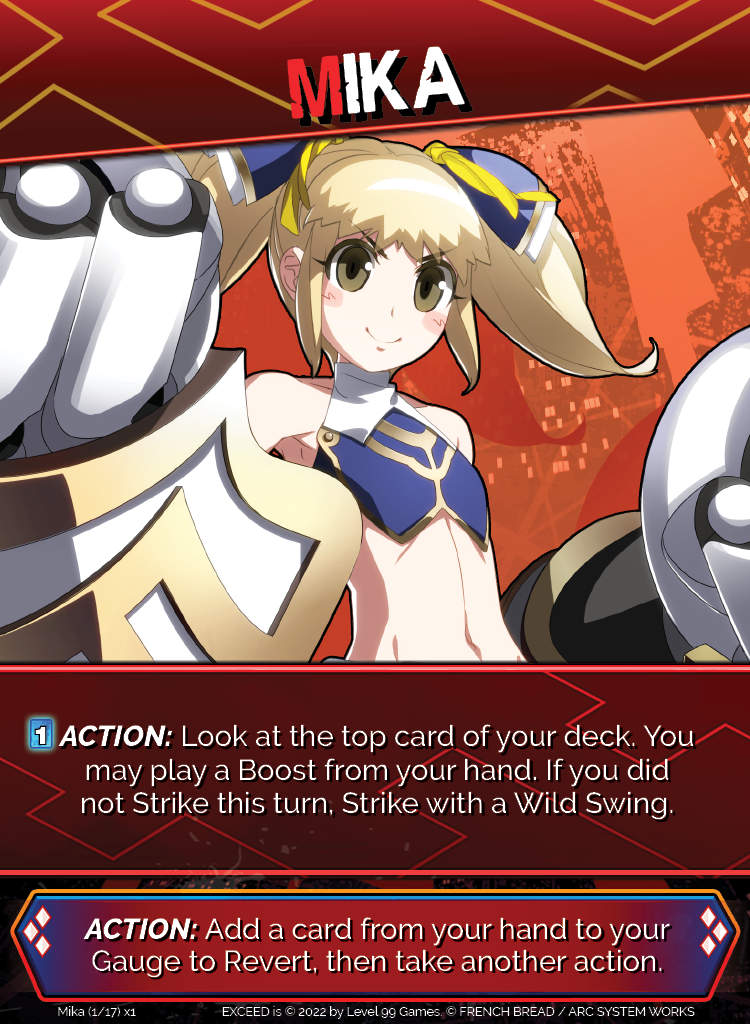 MIKA
1 ACTION: Look at the top card of your deck. You
may play a Boost from your hand. If you did
not Strike this turn, Strike with a Wild Swing.
ACTION: Add a card from your hand to your
Gauge to Revert, then take another action.
Mika (1/17) x1 EXCEED is © 2022 by Level 99 Games, © FRENCH BREAD / ARC SYSTEM WORKS